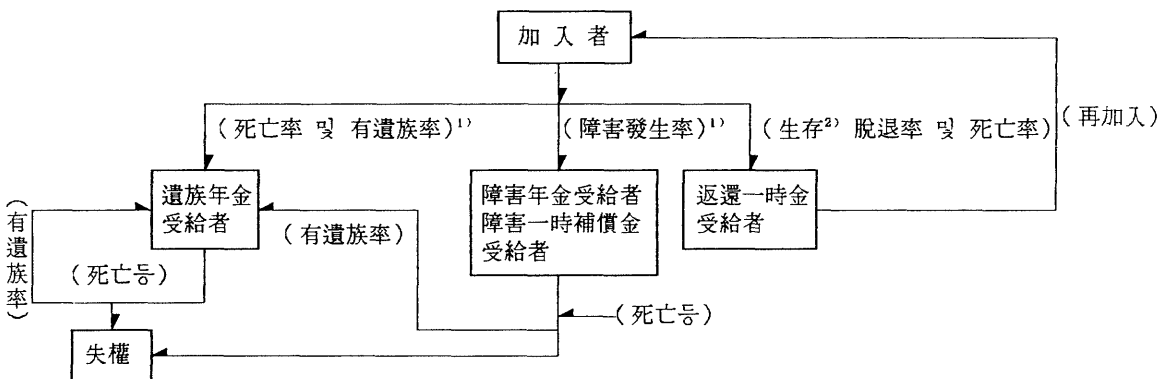 加入者
(死亡率 및 有遺族率)¹⁾
(障害發生率)¹⁾
(生存²⁾ 脫退率 및 死亡率)
(再加入)
遺族年金
受給者
障害年金受給者
障害一時補償金
受給者
返還一時金
受給者
(有遺族率)
(有遺族率)
(死亡등)
(死亡등)
失權